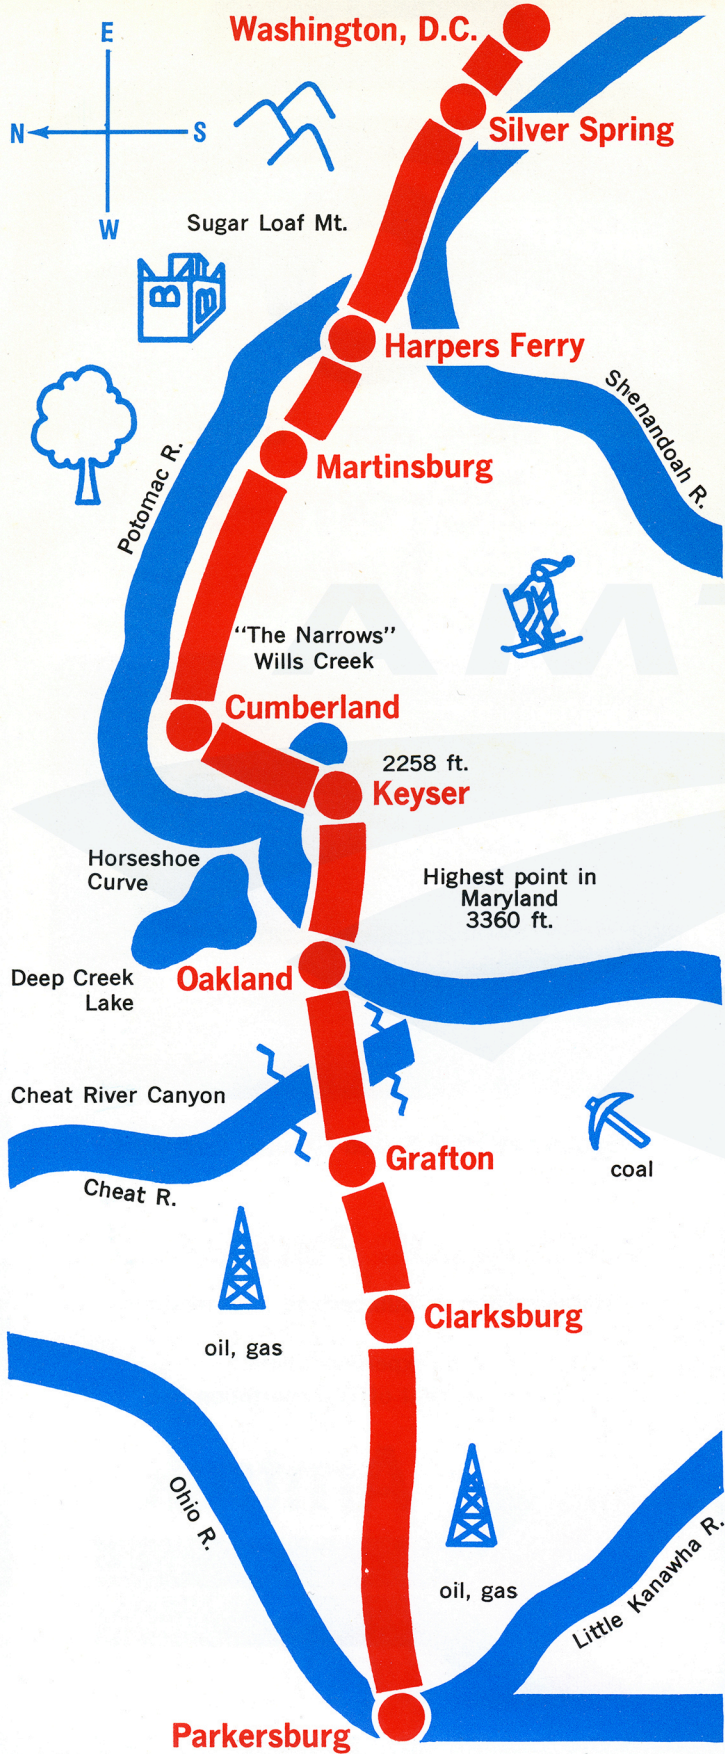 Washington, D.C.
E
N
S
W
Silver Spring
Sugar Loaf Mt.
Harpers Ferry
Shenandoah R.
Potomac R.
Martinsburg
"The Narrows"
Wills Creek
Cumberland
2258 ft.
Keyser
Horseshoe
Curve
Highest point in
Maryland
3360 ft.
Deep Creek
Lake
Oakland
Cheat River Canyon
Cheat R.
Grafton
coal
oil, gas
Clarksburg
Ohio R.
oil, gas
Little Kanawha R.
Parkersburg